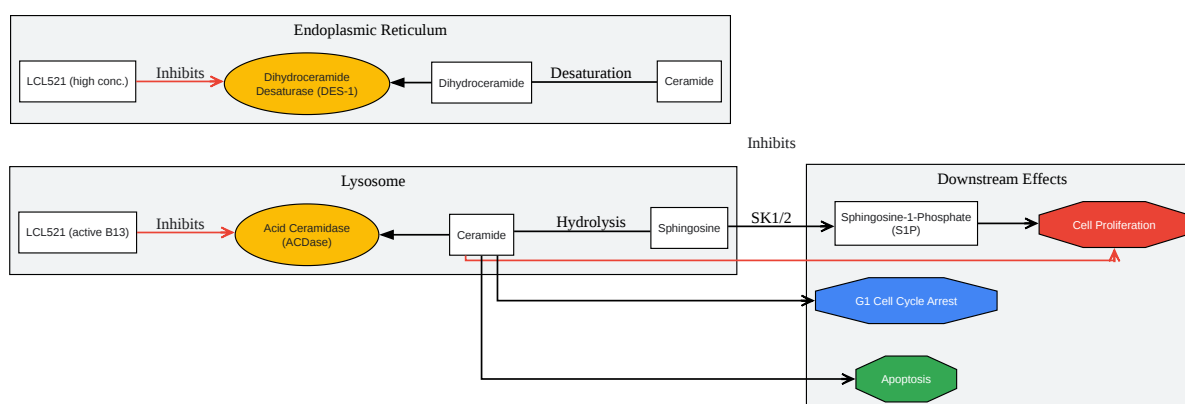 Endoplasmic Reticulum
LCL521 (high conc.)
Inhibits
Dihydroceramide
Desaturase (DES-1)
Dihydroceramide
Desaturation
Ceramide
Inhibits
Lysosome
LCL521 (active B13)
Inhibits
Acid Ceramidase
(ACDase)
Ceramide
Hydrolysis
Sphingosine
SK1/2
Downstream Effects
Sphingosine-1-Phosphate
(S1P)
Cell Proliferation
G1 Cell Cycle Arrest
Apoptosis